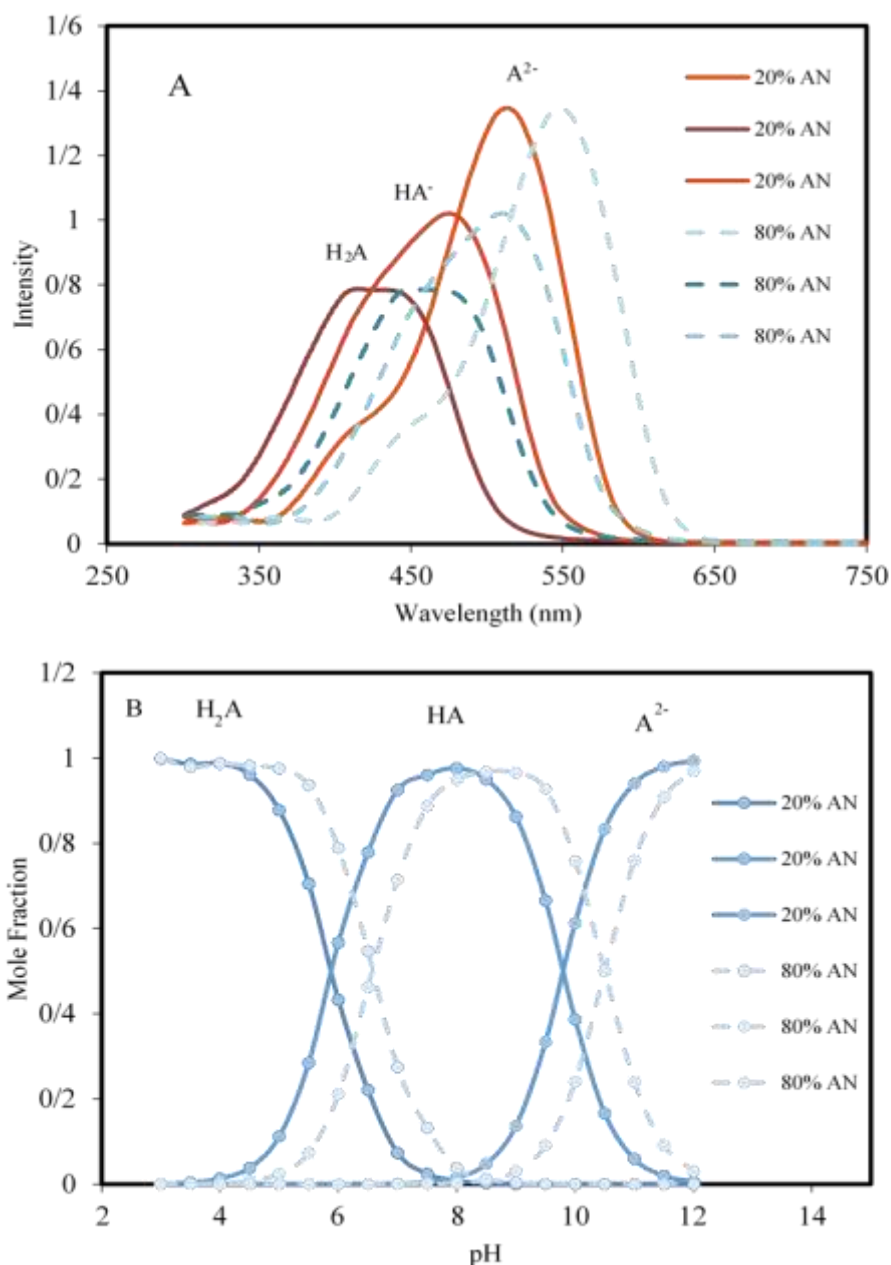 1/6
1/4
1/2
1
0/8
0/6
0/4
0/2
0
Intensity
A
H₂A
HA⁻
A²⁻
20% AN
20% AN
20% AN
80% AN
80% AN
80% AN
250 350 450 550 650 750
Wavelength (nm)
1/2
1
0/8
0/6
0/4
0/2
0
Mole Fraction
B
H₂A
HA
A²⁻
20% AN
20% AN
20% AN
80% AN
80% AN
80% AN
2 4 6 8 10 12 14
pH